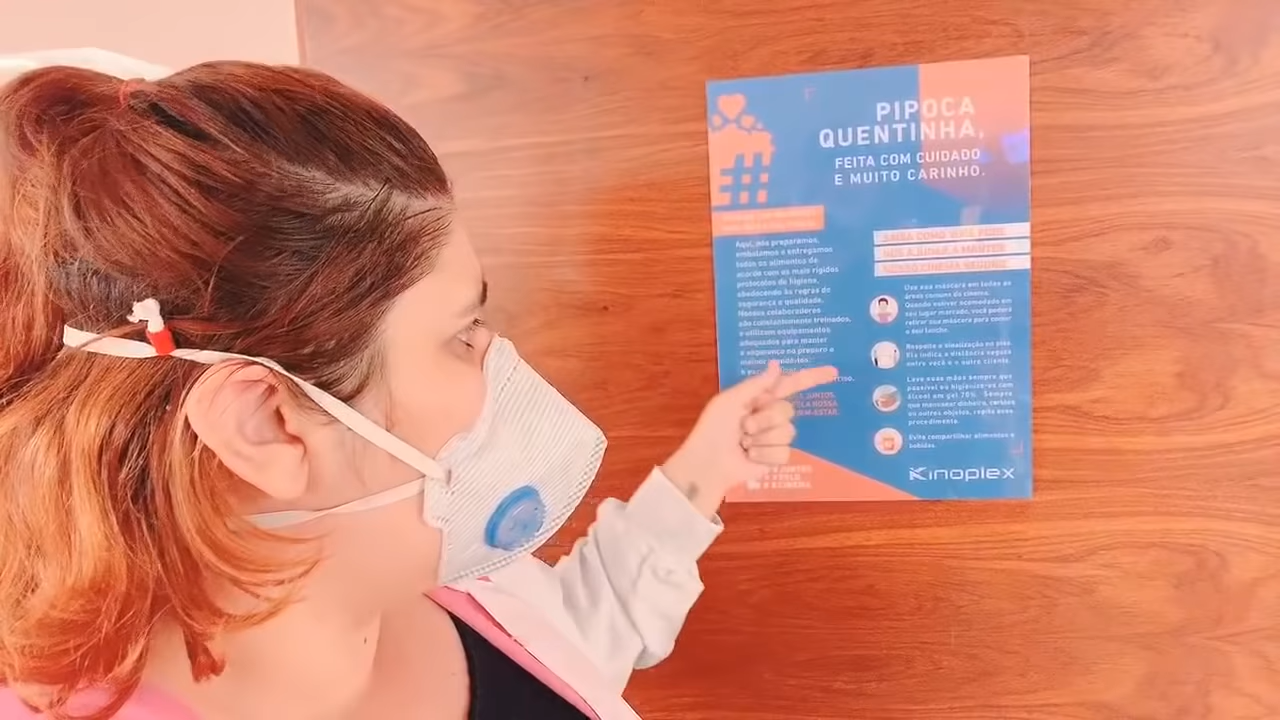 PIPOCA
QUENTINHA,
FEITA COM CUIDADO
E MUITO CARINHO.
Aqui, nós preparamos,
embalamos e entregamos
todos os alimentos de
acordo com os mais rígidos
protocolos de higiene,
obedecendo às regras de
segurança e qualidade.
Nossos colaboradores
são constantemente treinados,
e utilizam equipamentos
adequados para manter
a segurança no preparo e
SAIBA COMO VOCÊ PODE
NOS AJUDAR A MANTER
NOSSO CINEMA SEGURO
Use sua máscara em todas as
áreas comuns do cinema.
Quando estiver acomodado em
seu lugar marcado, você poderá
retirar sua máscara para comer
o seu lanche.
Respeite a sinalização no piso.
Ela indica a distância segura
entre você e o outro cliente.
Lave suas mãos sempre que
possível ou higienize-as com
álcool em gel 70%. Sempre
que manusear dinheiro, cartões
ou outros objetos, repita esse
procedimento.
Evite compartilhar alimentos e
bebidas.
Kinoplex